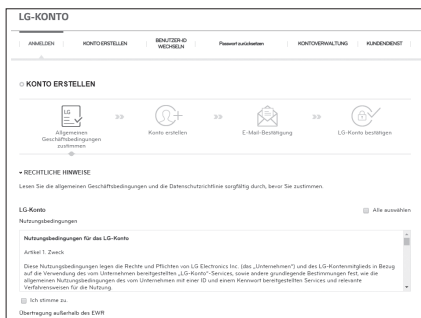 LG-KONTO
ANMELDEN
KONTO ERSTELLEN
BENUTZER-ID
WECHSELN
Passwort zurücksetzen
KONTOVERWALTUNG
KUNDENDIENST
KONTO ERSTELLEN
LG
Allgemeinen
Geschäftsbedingungen
zustimmen
Konto erstellen
E-Mail-Bestätigung
LG-Konto bestätigen
RECHTLICHE HINWEISE
Lesen Sie die allgemeinen Geschäftsbedingungen und die Datenschutzrichtlinie sorgfältig durch, bevor Sie zustimmen.
LG-Konto
Alle auswählen
Nutzungsbedingungen
Nutzungsbedingungen für das LG-Konto
Artikel 1. Zweck
Diese Nutzungsbedingungen legen die Rechte und Pflichten von LG Electronics Inc. (das „Unternehmen") und des LG-Kontenmitglieds in Bezug
auf die Verwendung des vom Unternehmen bereitgestellten „LG-Konto"-Services, sowie andere grundlegende Bestimmungen fest, wie die
allgemeinen Nutzungsbedingungen des vom Unternehmen mit einer ID und einem Kennwort bereitgestellten Services und relevante
Verfahrensweisen für die Nutzung.
Ich stimme zu.
Übertragung außerhalb des EWR